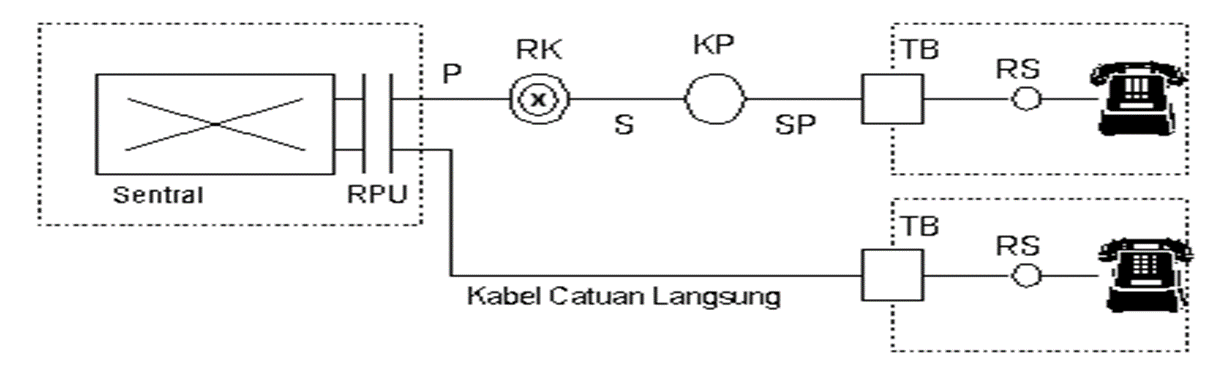 RK
KP
TB
P
RS
x
S
SP
Sentral
RPU
TB
RS
Kabel Catuan Langsung